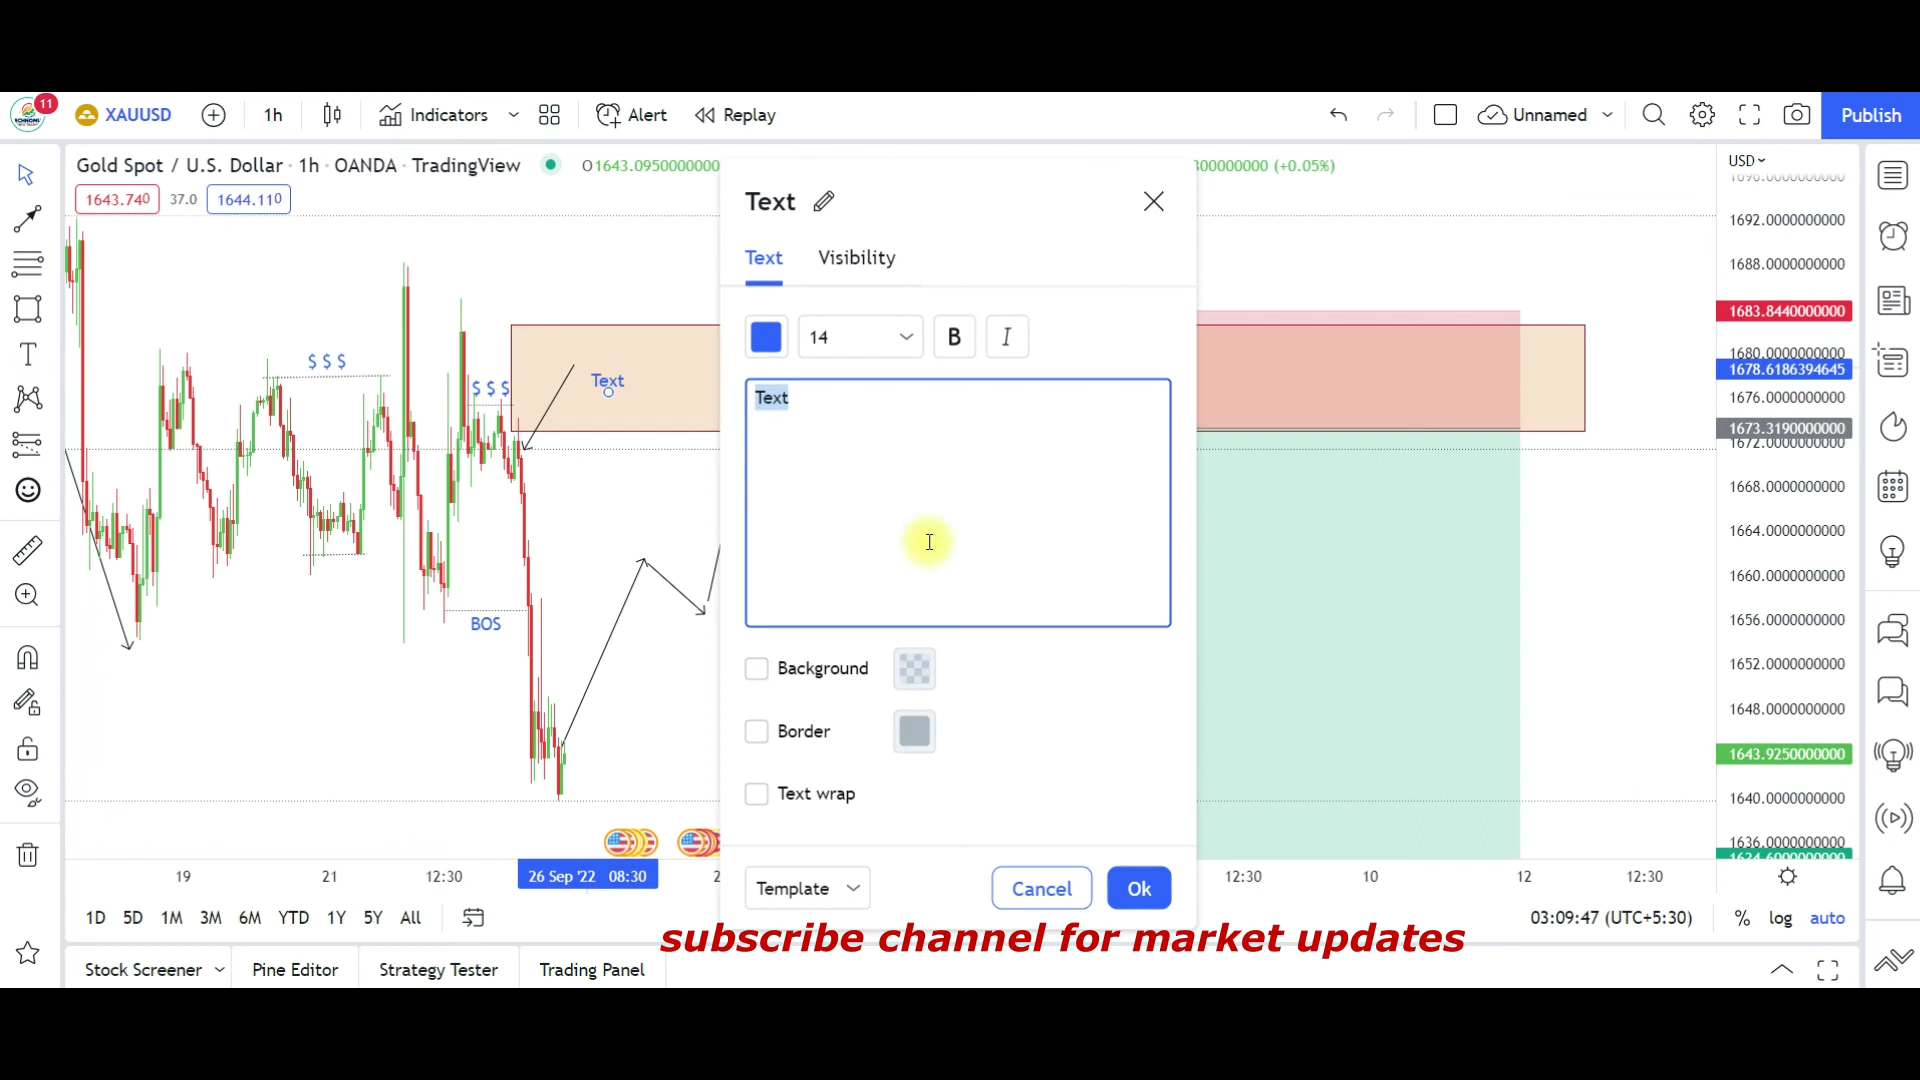 11
XAUUSD
1h
Indicators
Alert
Replay
Unnamed
Publish
Gold Spot / U.S. Dollar · 1h · OANDA · TradingView
O1643.0950000000
00000000 (+0.05%)
USD
1643.740
37.0
1644.110
Text
Text
Visibility
14
B
I
Text
Background
Border
Text wrap
Template
Cancel
Ok
$ $ $
$ $ $
Text
BOS
1692.0000000000
1688.0000000000
1683.8440000000
1680.0000000000
1678.6186394645
1676.0000000000
1673.3190000000
1672.0000000000
1668.0000000000
1664.0000000000
1660.0000000000
1656.0000000000
1652.0000000000
1648.0000000000
1643.9250000000
1640.0000000000
1636.0000000000
19
21
12:30
26 Sep '22 08:30
12:30
10
12
12:30
1D 5D 1M 3M 6M YTD 1Y 5Y All
03:09:47 (UTC+5:30)
% log auto
subscribe channel for market updates
Stock Screener
Pine Editor
Strategy Tester
Trading Panel